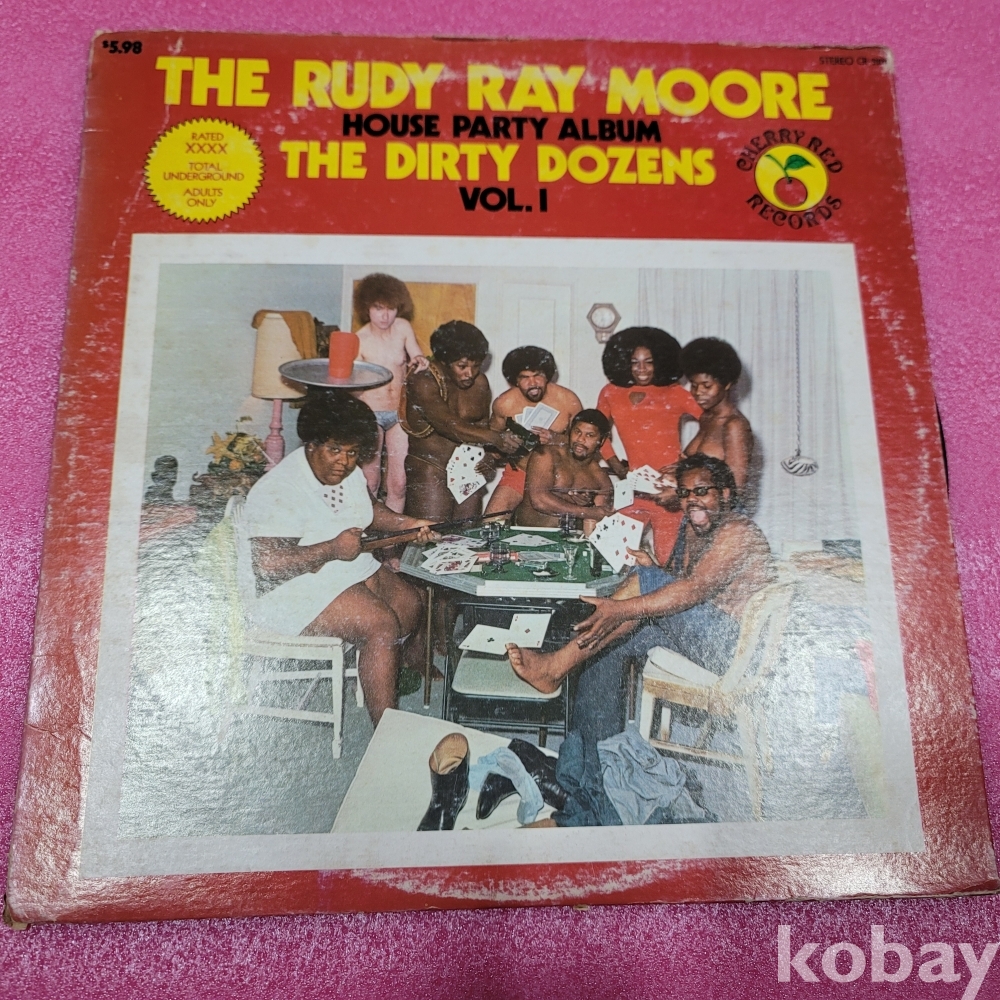 $5.98
STEREO CR
THE RUDY RAY MOORE
HOUSE PARTY ALBUM
THE DIRTY DOZENS
VOL. I
RATED
XXXX
TOTAL
UNDERGROUND
ADULTS
ONLY
CHERRY RED
RECORDS
kobay